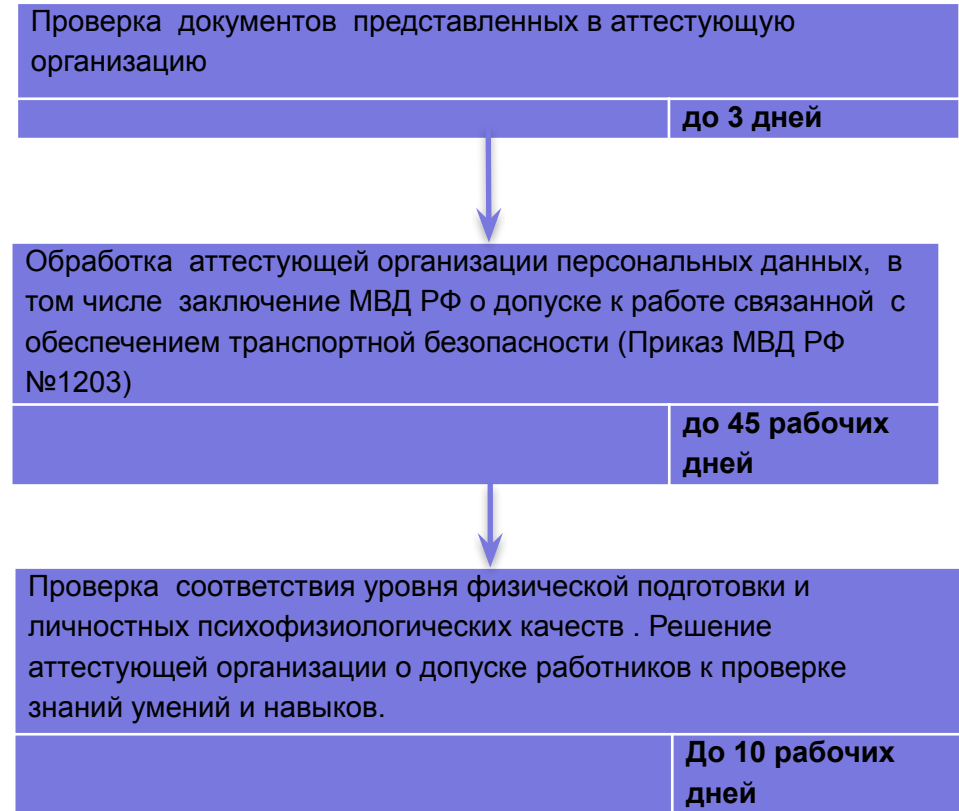 Проверка  документов  представленных в аттестующую
организацию
до 3 дней
Обработка  аттестующей организации персональных данных,  в
том числе  заключение МВД РФ о допуске к работе связанной  с
обеспечением транспортной безопасности (Приказ МВД РФ
№1203)
до 45 рабочих
дней
Проверка  соответствия уровня физической подготовки и
личностных психофизиологических качеств . Решение
аттестующей организации о допуске работников к проверке
знаний умений и навыков.
До 10 рабочих
дней